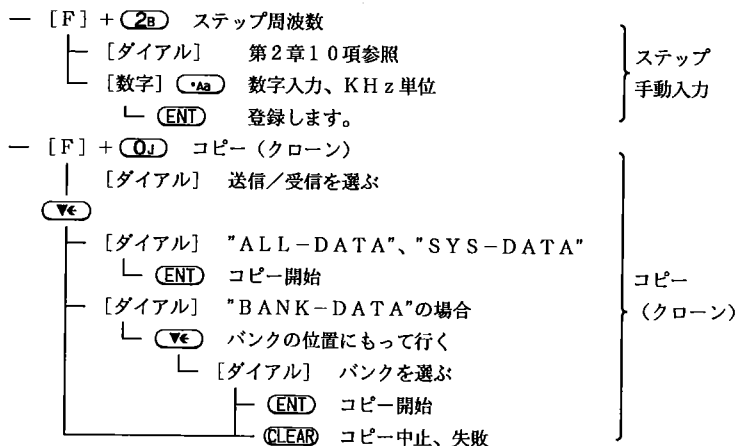 [F]+2B ステップ周波数
[ダイアル] 第2章10項参照
[数字] ・Aa 数字入力、KHz単位
ENT 登録します。
ステップ
手動入力
[F]+0J コピー(クローン)
[ダイアル] 送信/受信を選ぶ
▼←
[ダイアル] "ALL-DATA"、"SYS-DATA"
ENT コピー開始
[ダイアル] "BANK-DATA"の場合
▼← バンクの位置にもって行く
[ダイアル] バンクを選ぶ
ENT コピー開始
CLEAR コピー中止、失敗
コピー
(クローン)